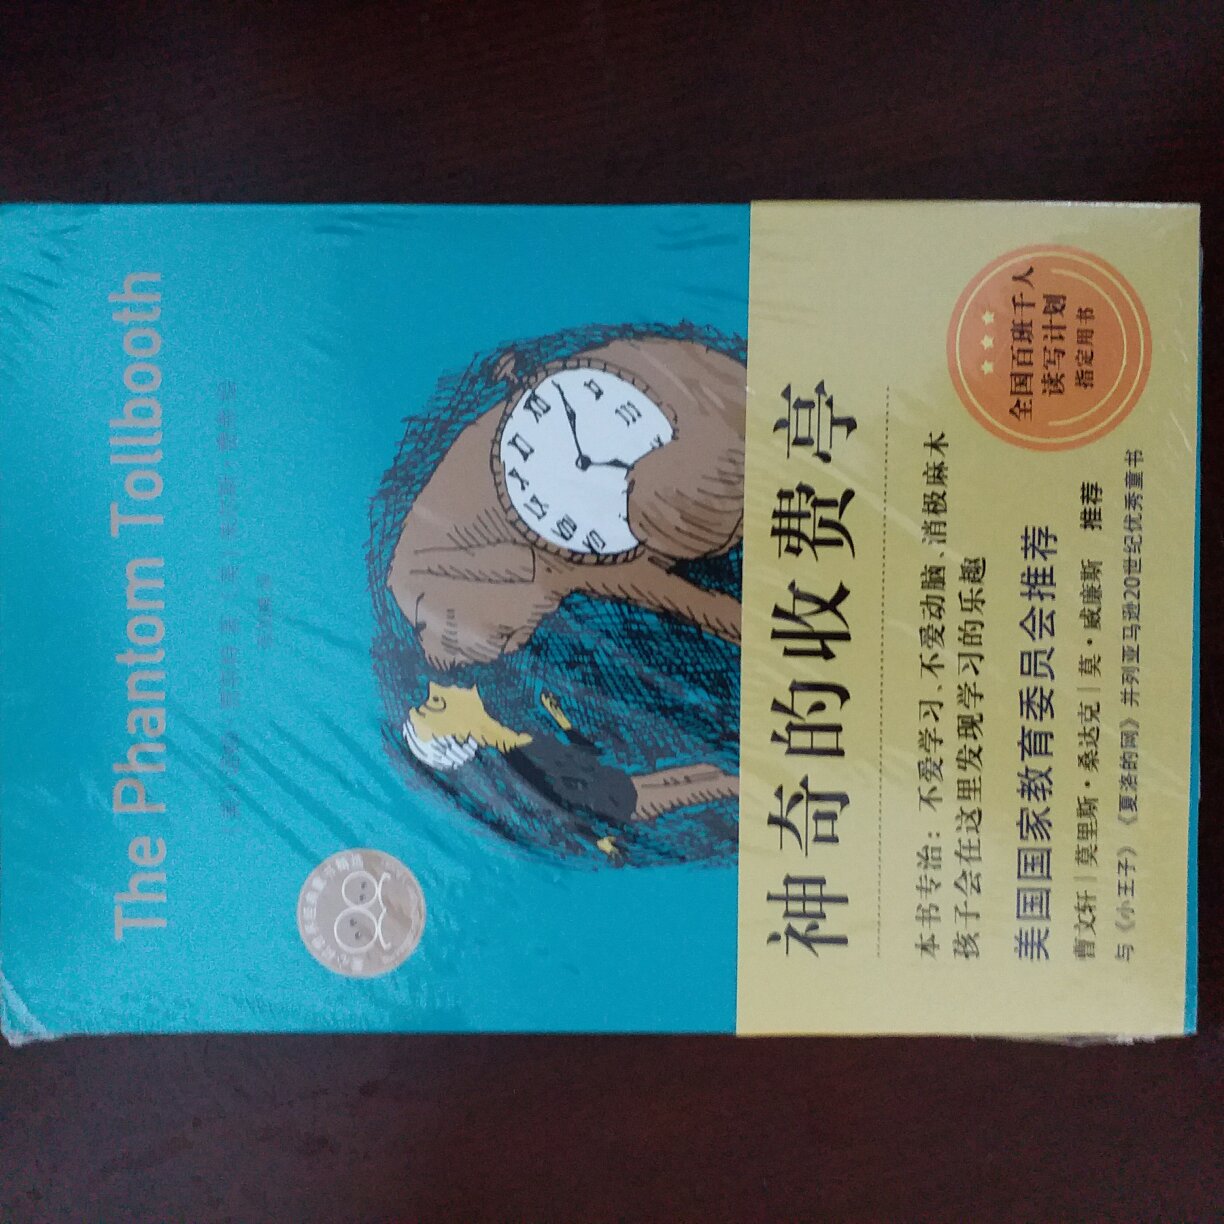 The Phantom Tollbooth
神奇的收费亭
本书专治：不爱学习、不爱动脑、消极麻木
孩子会在这里发现学习的乐趣
美国国家教育委员会推荐
曹文轩｜莫里斯·桑达克｜莫·威廉斯 推荐
与《小王子》《夏洛的网》并列亚马逊20世纪优秀童书
全国百班千人
读写计划
指定用书